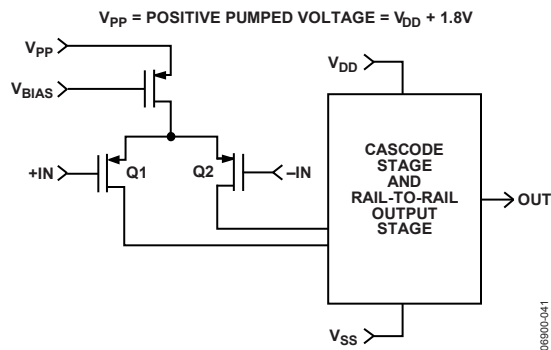 VPP = POSITIVE PUMPED VOLTAGE = VDD + 1.8V
VPP
VDD
VBIAS
+IN
Q1
Q2
–IN
CASCODE
STAGE
AND
RAIL-TO-RAIL
OUTPUT
STAGE
OUT
VSS
06900-041